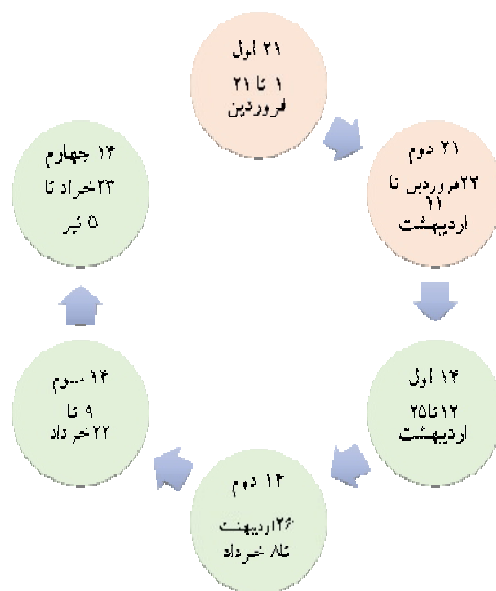 ۲۱ اول
۱ تا ۲۱
فروردین
۲۱ دوم
۲۲فروردین تا
۱۱
اردیبهشت
۱۴ اول
۱۲تا۲۵
اردیبهشت
۱۴ دوم
۲۶اردیبهشت
تا۸ خرداد
۱۴ سوم
۹ تا
۲۲خرداد
۱۴ چهارم
۲۳خرداد تا
۵ تیر